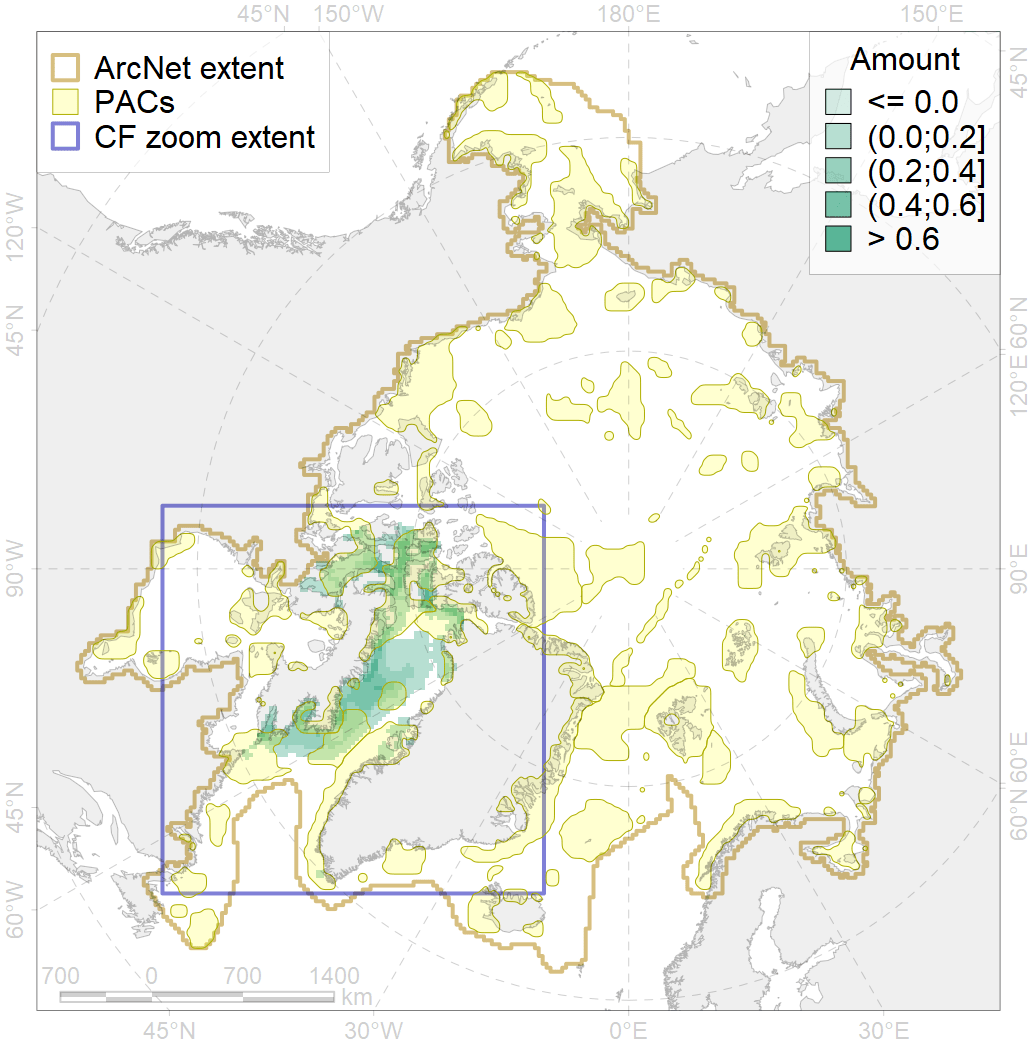 45°N 150°W 180°E 150°E
ArcNet extent
PACs
CF zoom extent
Amount
<= 0.0
(0.0;0.2]
(0.2;0.4]
(0.4;0.6]
> 0.6
120°W
45°N
90°W
45°N
60°W
45°N
60°N
120°E
90°E
60°E
60°N
700 0 700 1400
km
45°N 30°W 0°E 30°E